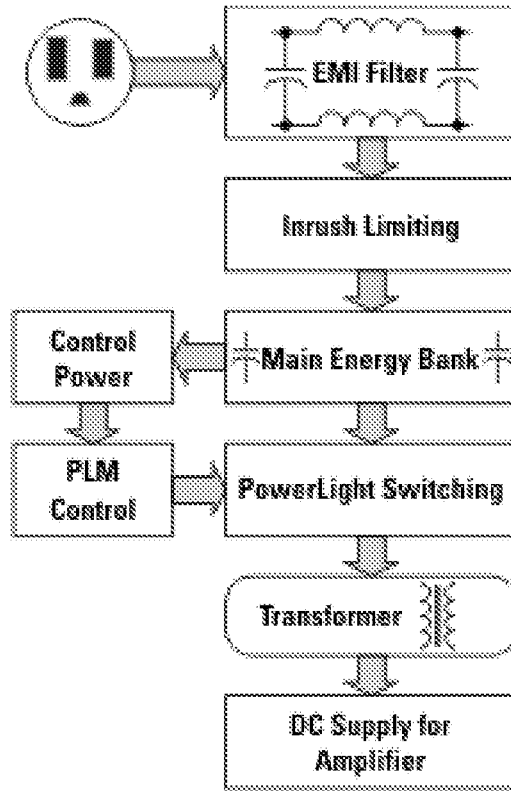 EMI Filter
Inrush Limiting
Control
Power
Main Energy Bank
PLM
Control
PowerLight Switching
Transformer
DC Supply for
Amplifier